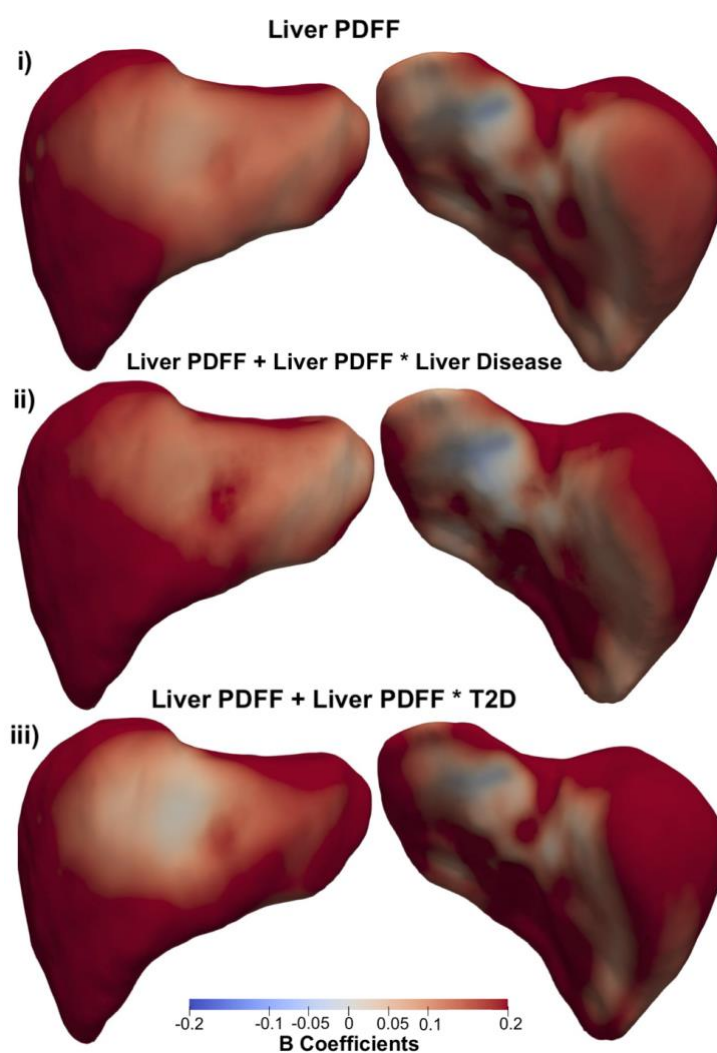 Liver PDFF
i)
Liver PDFF + Liver PDFF * Liver Disease
ii)
Liver PDFF + Liver PDFF * T2D
iii)
-0.2 -0.1 -0.05 0 0.05 0.1 0.2
B Coefficients